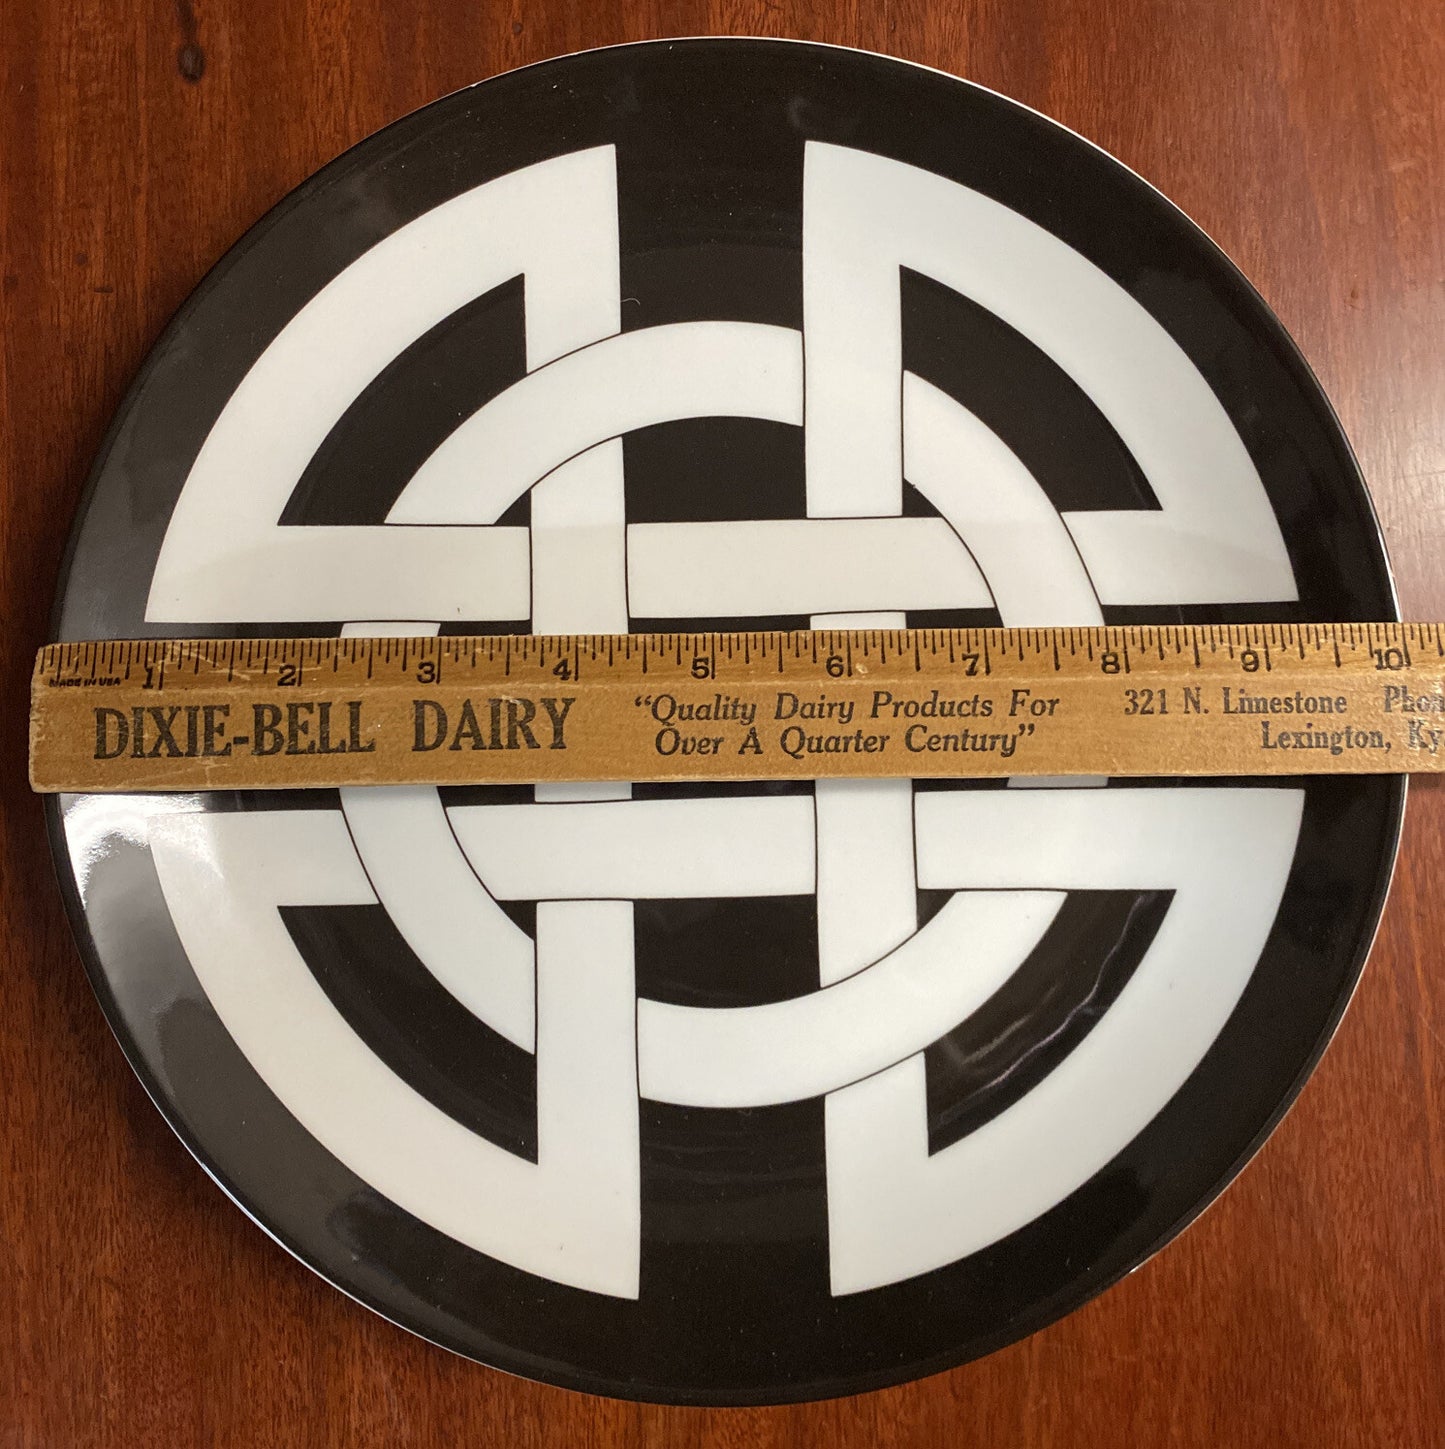 1 2 3 4 5 6 7 8 9 10
MADE IN USA
DIXIE-BELL DAIRY
“Quality Dairy Products For
Over A Quarter Century”
321 N. Limestone Phon
Lexington, Ky